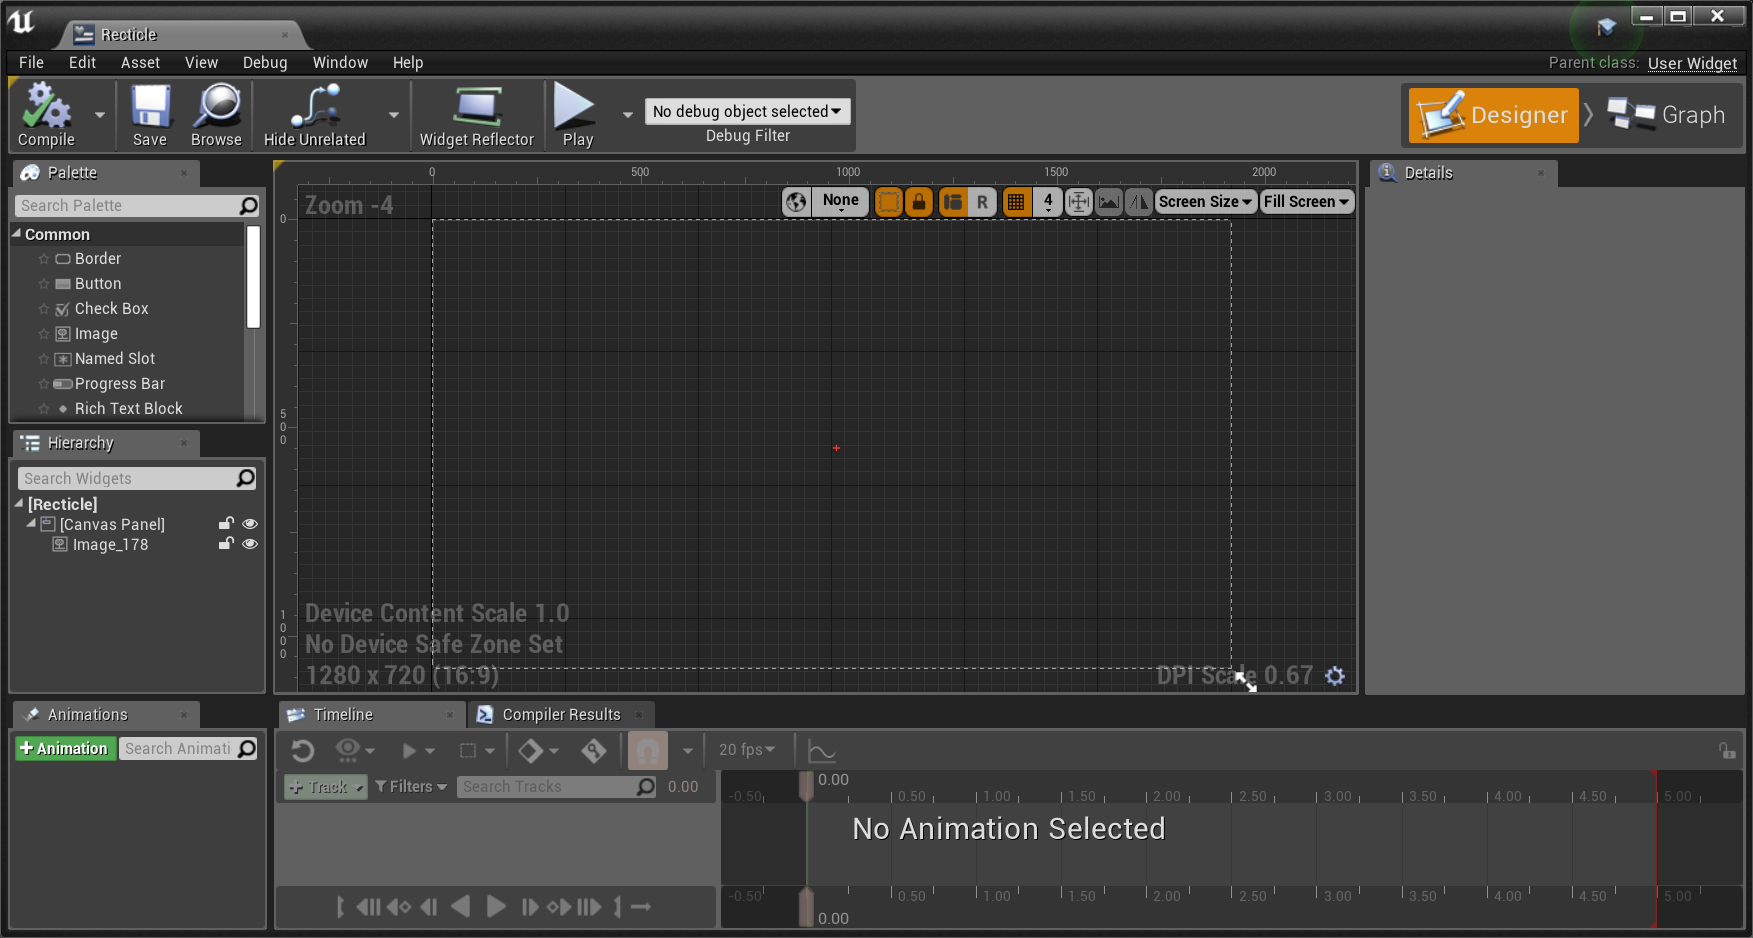 Recticle
File Edit Asset View Debug Window Help
Parent class: User Widget
Compile Save Browse Hide Unrelated Widget Reflector Play
No debug object selected
Debug Filter
Designer Graph
Palette
Search Palette
Common
Border
Button
Check Box
Image
Named Slot
Progress Bar
Rich Text Block
Hierarchy
Search Widgets
[Recticle]
[Canvas Panel]
Image_178
0 500 1000 1500 2000
Zoom -4
None R 4 Screen Size Fill Screen
0
500
1000
Device Content Scale 1.0
No Device Safe Zone Set
1280 x 720 (16:9)
DPI Scale 0.67
Details
Animations
+ Animation
Search Animati
Timeline
Compiler Results
20 fps
+ Track Filters Search Tracks 0.00
0.00
-0.50 0.50 1.00 1.50 2.00 2.50 3.00 3.50 4.00 4.50 5.00
No Animation Selected
-0.50 0.50 1.00 1.50 2.00 2.50 3.00 3.50 4.00 4.50 5.00
0.00